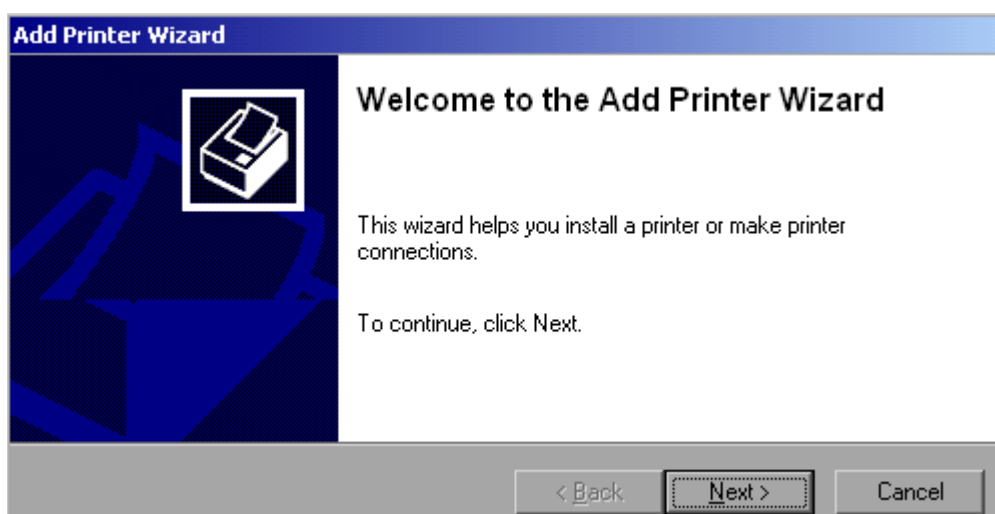 Add Printer Wizard
Welcome to the Add Printer Wizard
This wizard helps you install a printer or make printer
connections.
To continue, click Next.
< Back
Next >
Cancel